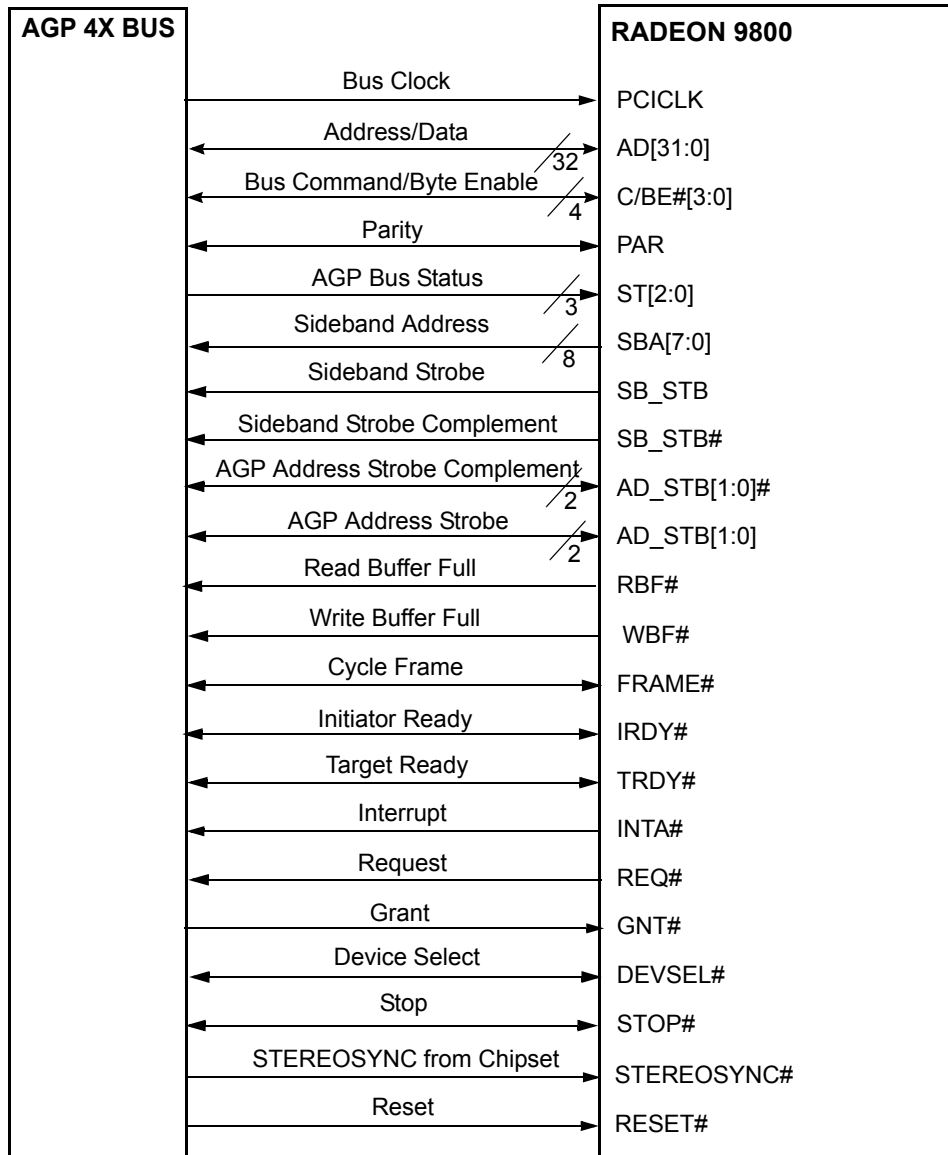 AGP 4X BUS
RADEON 9800
Bus Clock
PCICLK
Address/Data
32
AD[31:0]
Bus Command/Byte Enable
4
C/BE#[3:0]
Parity
PAR
AGP Bus Status
3
ST[2:0]
Sideband Address
8
SBA[7:0]
Sideband Strobe
SB_STB
Sideband Strobe Complement
SB_STB#
AGP Address Strobe Complement
2
AD_STB[1:0]#
AGP Address Strobe
2
AD_STB[1:0]
Read Buffer Full
RBF#
Write Buffer Full
WBF#
Cycle Frame
FRAME#
Initiator Ready
IRDY#
Target Ready
TRDY#
Interrupt
INTA#
Request
REQ#
Grant
GNT#
Device Select
DEVSEL#
Stop
STOP#
STEREOSYNC from Chipset
STEREOSYNC#
Reset
RESET#